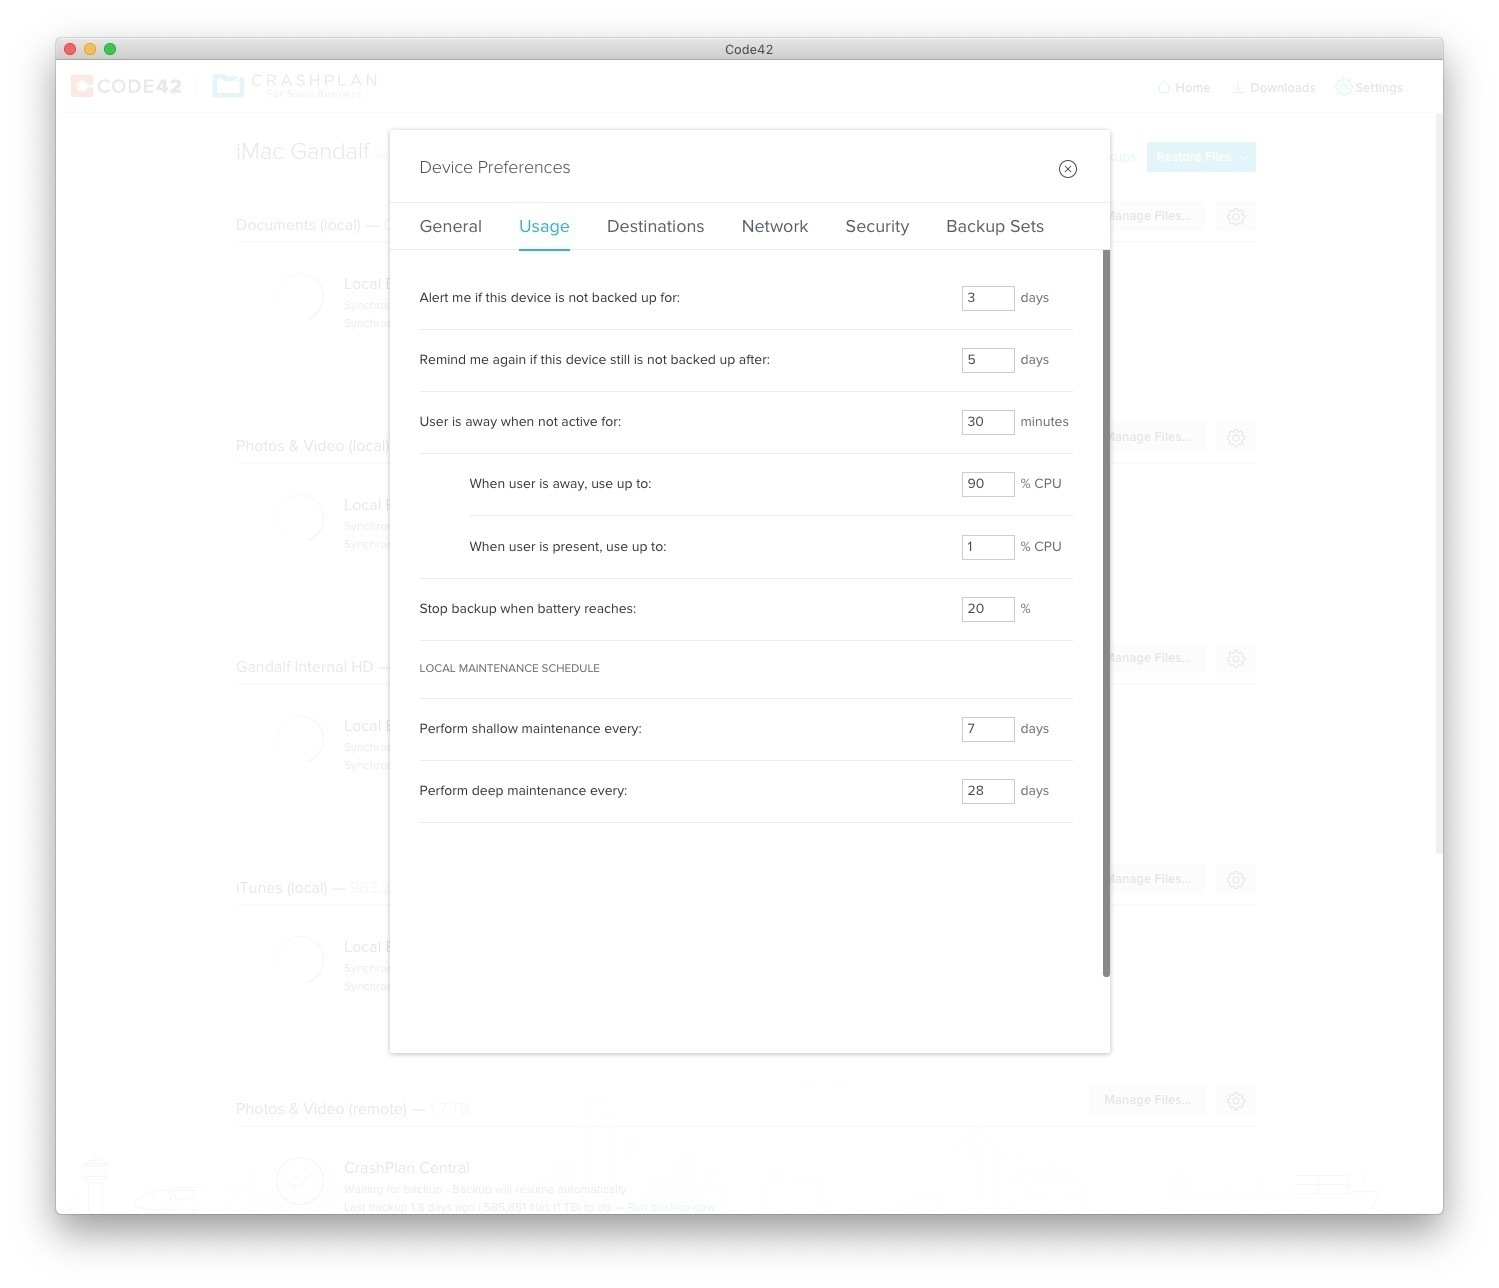 Code42
CODE42
CRASHPLAN
For Small Business
Home
Downloads
Settings
iMac Gandalf
Restore Files
Device Preferences
General
Usage
Destinations
Network
Security
Backup Sets
Documents (local) —
Manage Files...
Local
Alert me if this device is not backed up for:
3 days
Remind me again if this device still is not backed up after:
5 days
User is away when not active for:
30 minutes
Photos & Video (local)
Manage Files...
When user is away, use up to:
90 % CPU
Local
When user is present, use up to:
1 % CPU
Stop backup when battery reaches:
20 %
Gandalf Internal HD —
LOCAL MAINTENANCE SCHEDULE
Manage Files...
Local
Perform shallow maintenance every:
7 days
Perform deep maintenance every:
28 days
iTunes (local) — 963.2
Manage Files...
Local
Photos & Video (remote) — 1.7 TB
Manage Files...
CrashPlan Central
Waiting for backup - Backup will resume automatically.
Last backup 1.8 days ago | 585,851 files (1 TB) to do — Run backup now